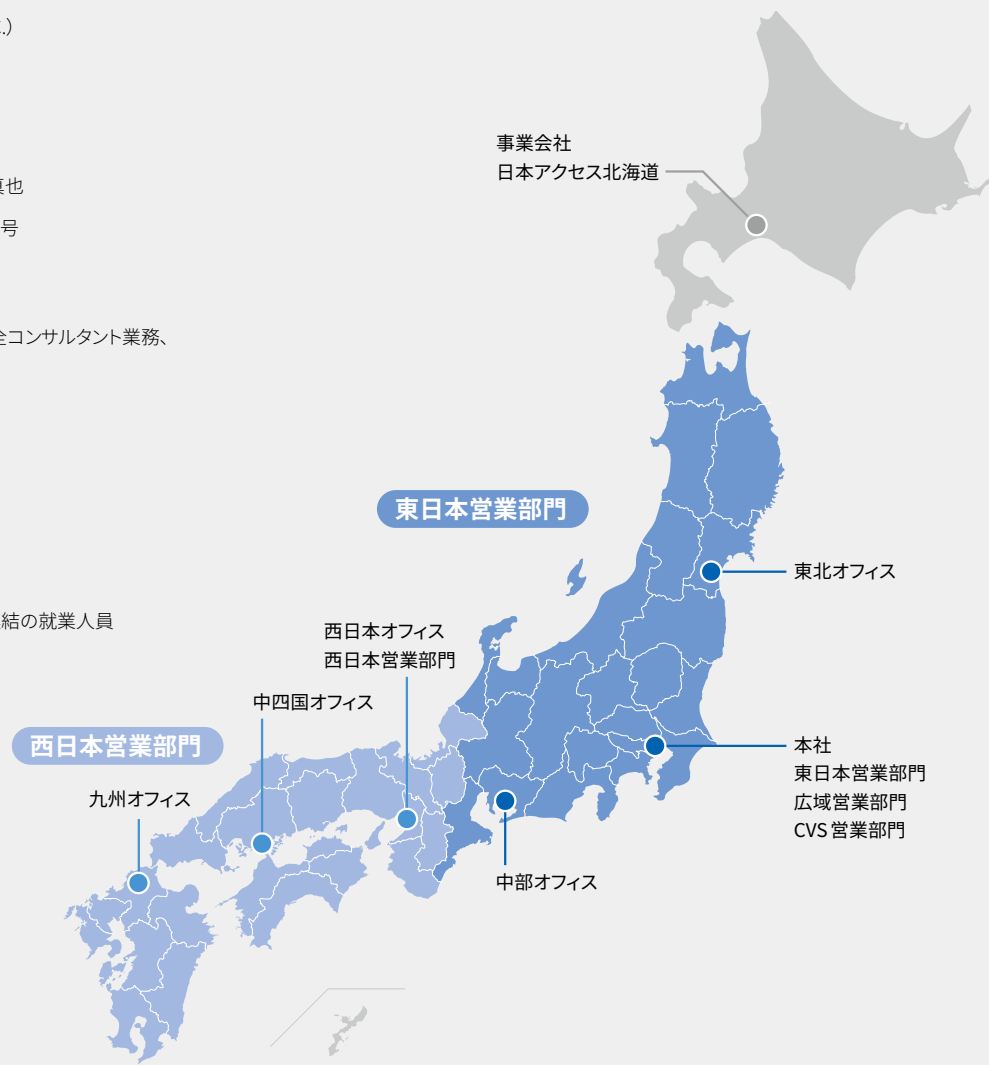 .)
真也
号
全コンサルタント業務、
結の就業人員
事業会社
日本アクセス北海道
東日本営業部門
東北オフィス
西日本オフィス
西日本営業部門
中四国オフィス
西日本営業部門
九州オフィス
本社
東日本営業部門
広域営業部門
CVS営業部門
中部オフィス